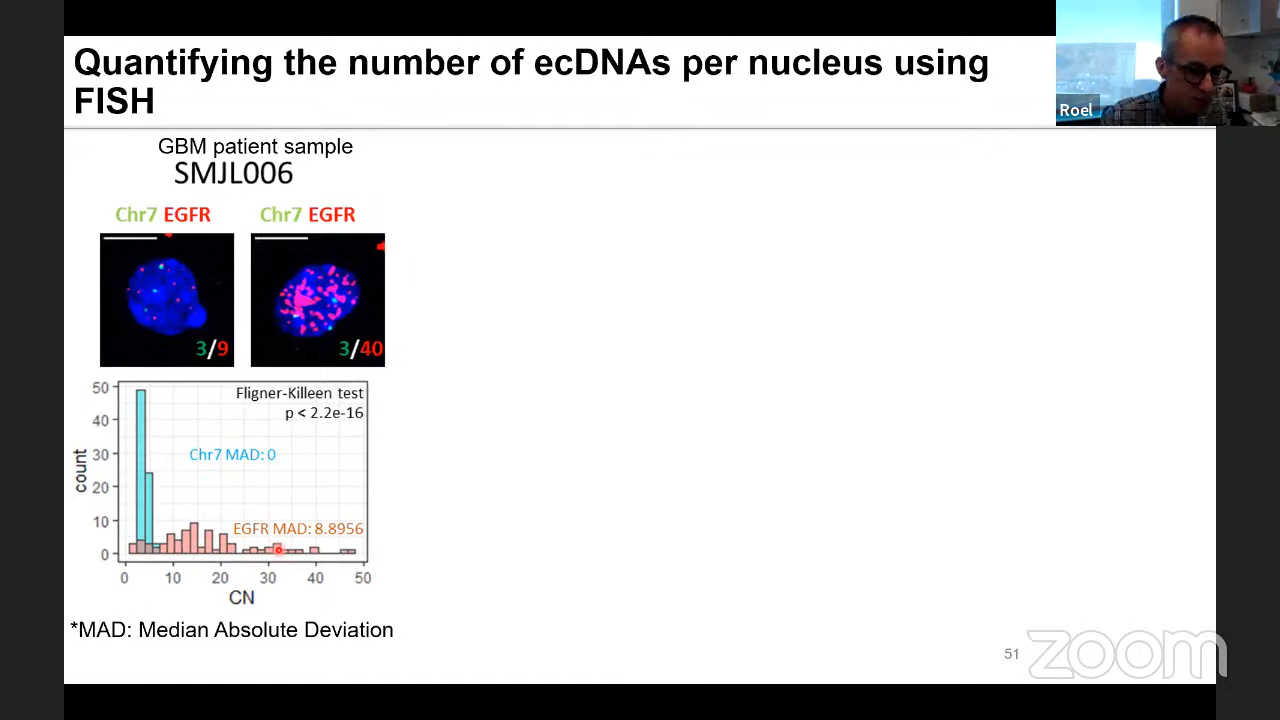 Quantifying the number of ecDNAs per nucleus using
FISH
Roel
GBM patient sample
SMJL006
Chr7 EGFR
Chr7 EGFR
3/9
3/40
50
40
30
20
10
0
count
Fligner-Killeen test
p < 2.2e-16
Chr7 MAD: 0
EGFR MAD: 8.8956
0 10 20 30 40 50
CN
*MAD: Median Absolute Deviation
51
zoom